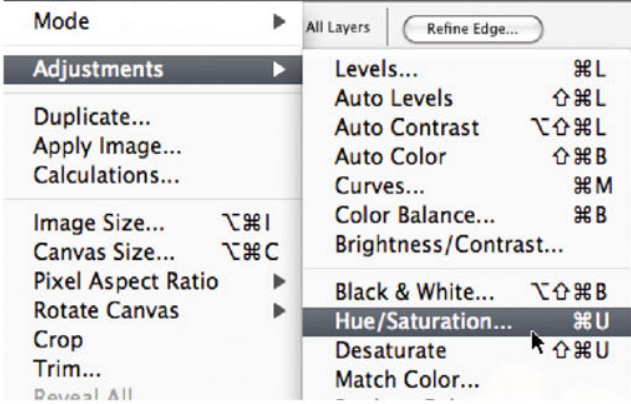 Mode
All Layers
Refine Edge...
Adjustments
Duplicate...
Apply Image...
Calculations...
Image Size... ⌥⌘I
Canvas Size... ⌥⌘C
Pixel Aspect Ratio
Rotate Canvas
Crop
Trim...
Reveal All
Levels... ⌘L
Auto Levels ⇧⌘L
Auto Contrast ⌥⇧⌘L
Auto Color ⇧⌘B
Curves... ⌘M
Color Balance... ⌘B
Brightness/Contrast...
Black & White... ⌥⇧⌘B
Hue/Saturation... ⌘U
Desaturate ⇧⌘U
Match Color...